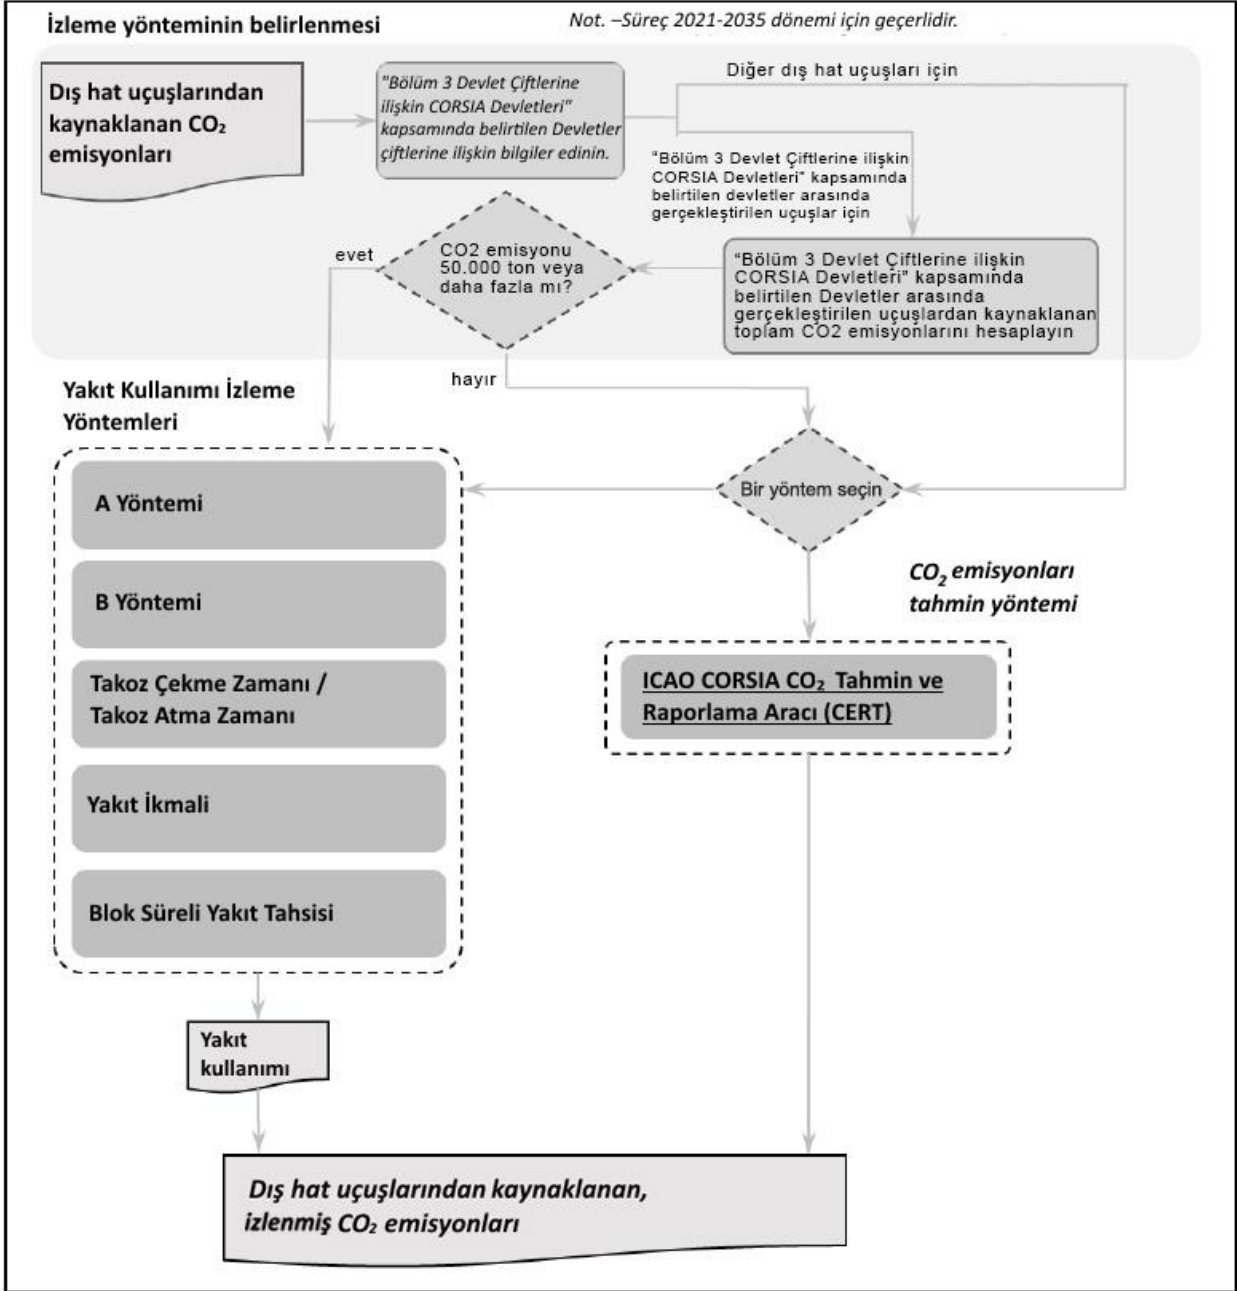 İzleme yönteminin belirlenmesi
Not. –Süreç 2021-2035 dönemi için geçerlidir.
Dış hat uçuşlarından
kaynaklanan CO₂
emisyonları
"Bölüm 3 Devlet Çiftlerine
ilişkin CORSIA Devletleri"
kapsamında belirtilen Devletler
çiftlerine ilişkin bilgiler edinin.
Diğer dış hat uçuşları için
“Bölüm 3 Devlet Çiftlerine ilişkin
CORSIA Devletleri” kapsamında
belirtilen devletler arasında
gerçekleştirilen uçuşlar için
evet
CO2 emisyonu
50.000 ton veya
daha fazla mı?
“Bölüm 3 Devlet Çiftlerine ilişkin
CORSIA Devletleri” kapsamında
belirtilen Devletler arasında
gerçekleştirilen uçuşlardan kaynaklanan
toplam CO2 emisyonlarını hesaplayın
hayır
Yakıt Kullanımı İzleme
Yöntemleri
A Yöntemi
Bir yöntem seçin
B Yöntemi
CO₂ emisyonları
tahmin yöntemi
Takoz Çekme Zamanı /
Takoz Atma Zamanı
ICAO CORSIA CO₂ Tahmin ve
Raporlama Aracı (CERT)
Yakıt İkmali
Blok Süreli Yakıt Tahsisi
Yakıt
kullanımı
Dış hat uçuşlarından kaynaklanan,
izlenmiş CO₂ emisyonları